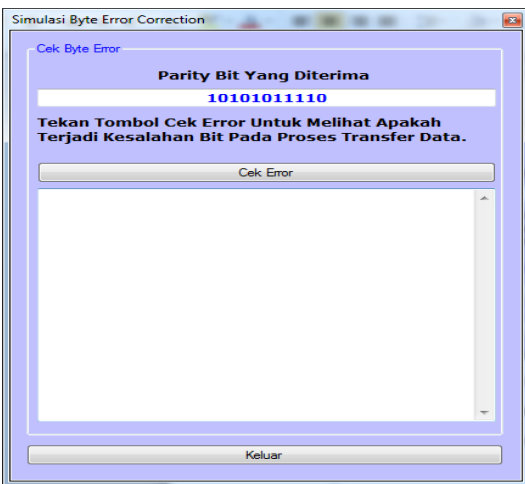 Simulasi Byte Error Correction
Cek Byte Error
Parity Bit Yang Diterima
10101011110
Tekan Tombol Cek Error Untuk Melihat Apakah
Terjadi Kesalahan Bit Pada Proses Transfer Data.
Cek Error
Keluar